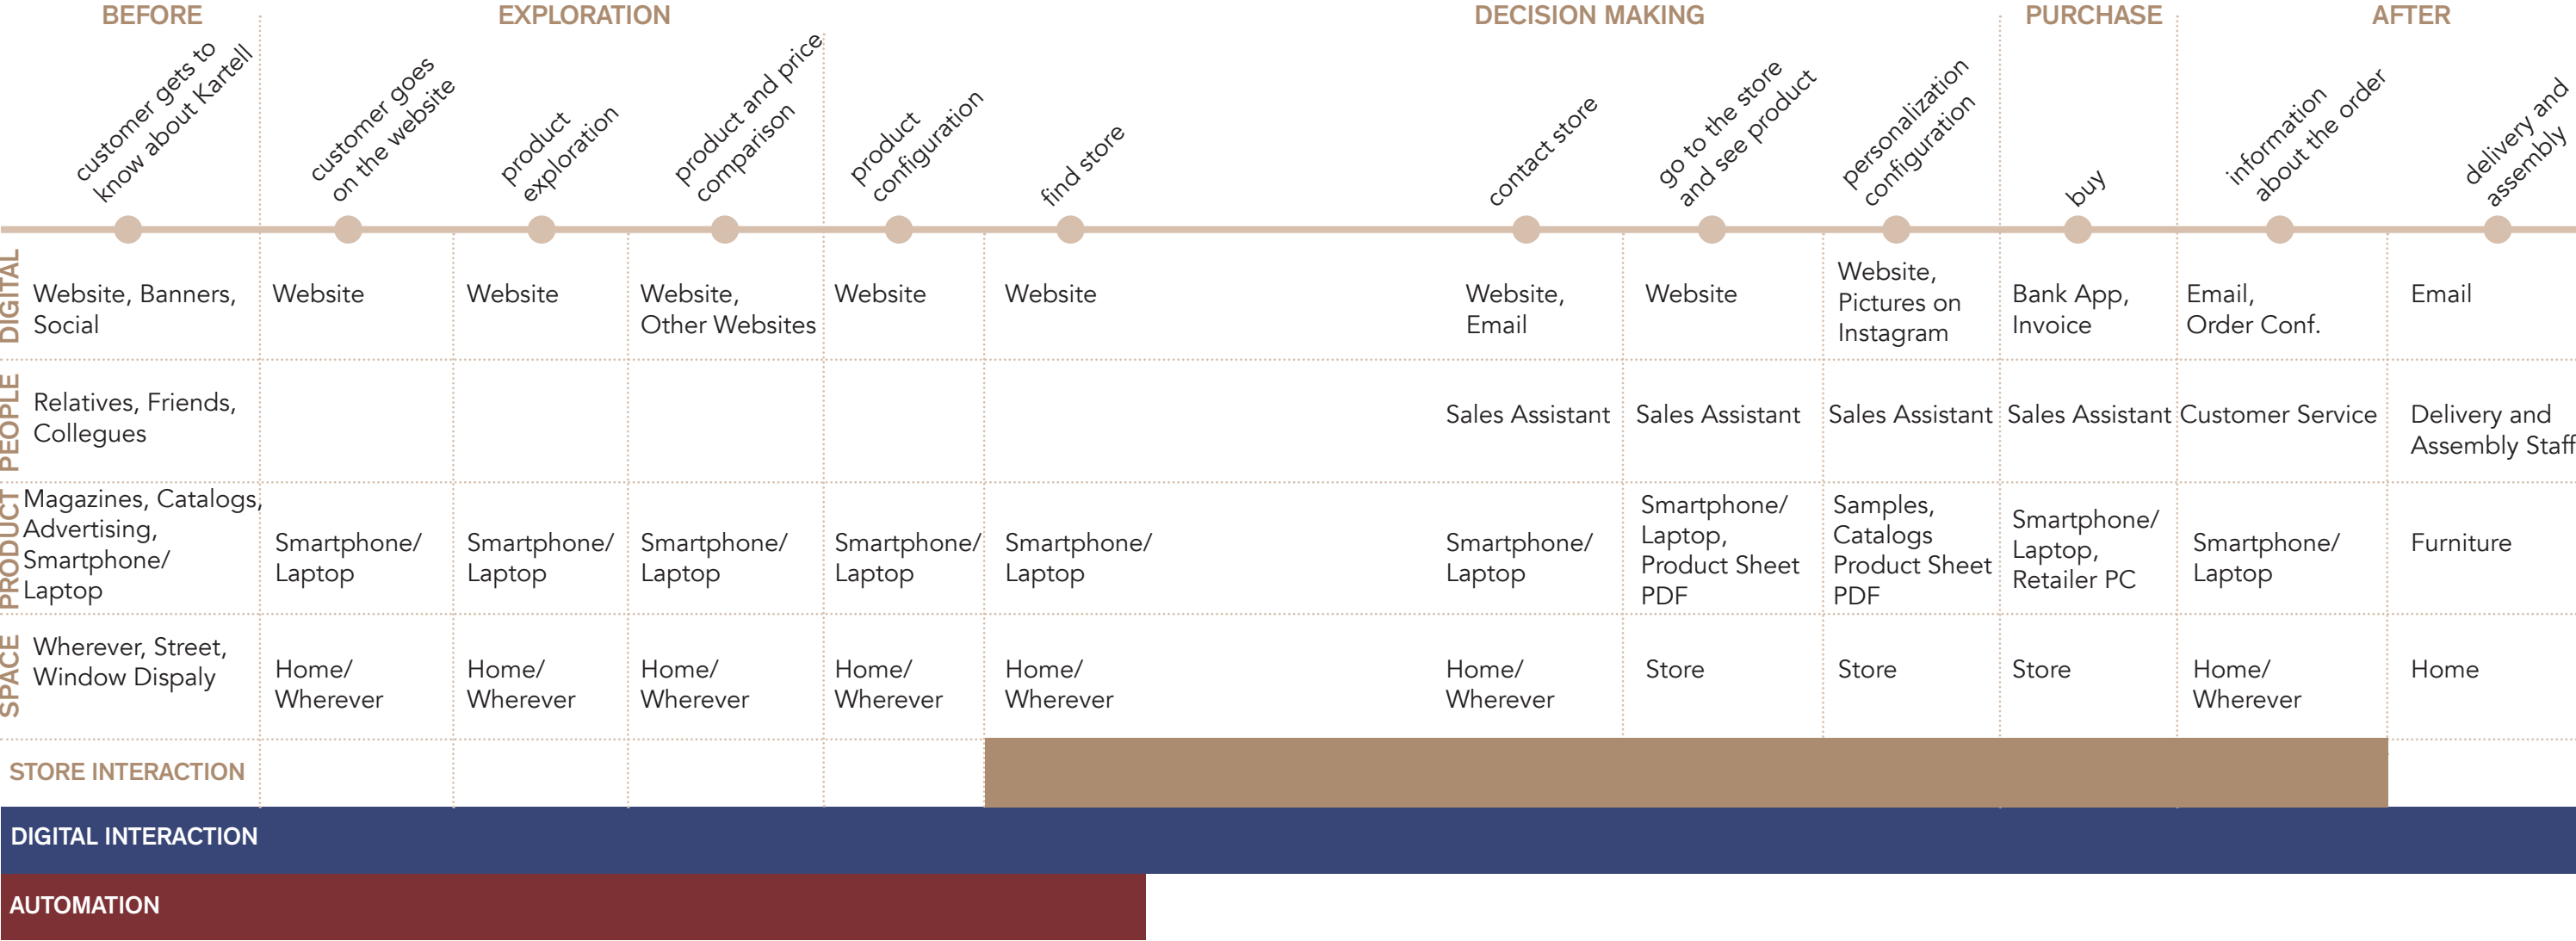 BEFORE
EXPLORATION
DECISION MAKING
PURCHASE
AFTER
customer gets to
know about Kartell
customer goes
on the website
product
exploration
product and price
comparison
product
configuration
find store
contact store
go to the store
and see product
personalization
configuration
buy
information
about the order
delivery and
assembly
DIGITAL
Website, Banners,
Social
Website
Website
Website,
Other Websites
Website
Website
Website,
Email
Website
Website,
Pictures on
Instagram
Bank App,
Invoice
Email,
Order Conf.
Email
PEOPLE
Relatives, Friends,
Collegues
Sales Assistant
Sales Assistant
Sales Assistant
Sales Assistant
Customer Service
Delivery and
Assembly Staff
PRODUCT
Magazines, Catalogs,
Advertising,
Smartphone/
Laptop
Smartphone/
Laptop
Smartphone/
Laptop
Smartphone/
Laptop
Smartphone/
Laptop
Smartphone/
Laptop
Smartphone/
Laptop
Smartphone/
Laptop,
Product Sheet
PDF
Samples,
Catalogs
Product Sheet
PDF
Smartphone/
Laptop,
Retailer PC
Smartphone/
Laptop
Furniture
SPACE
Wherever, Street,
Window Dispaly
Home/
Wherever
Home/
Wherever
Home/
Wherever
Home/
Wherever
Home/
Wherever
Home/
Wherever
Store
Store
Store
Home/
Wherever
Home
STORE INTERACTION
DIGITAL INTERACTION
AUTOMATION